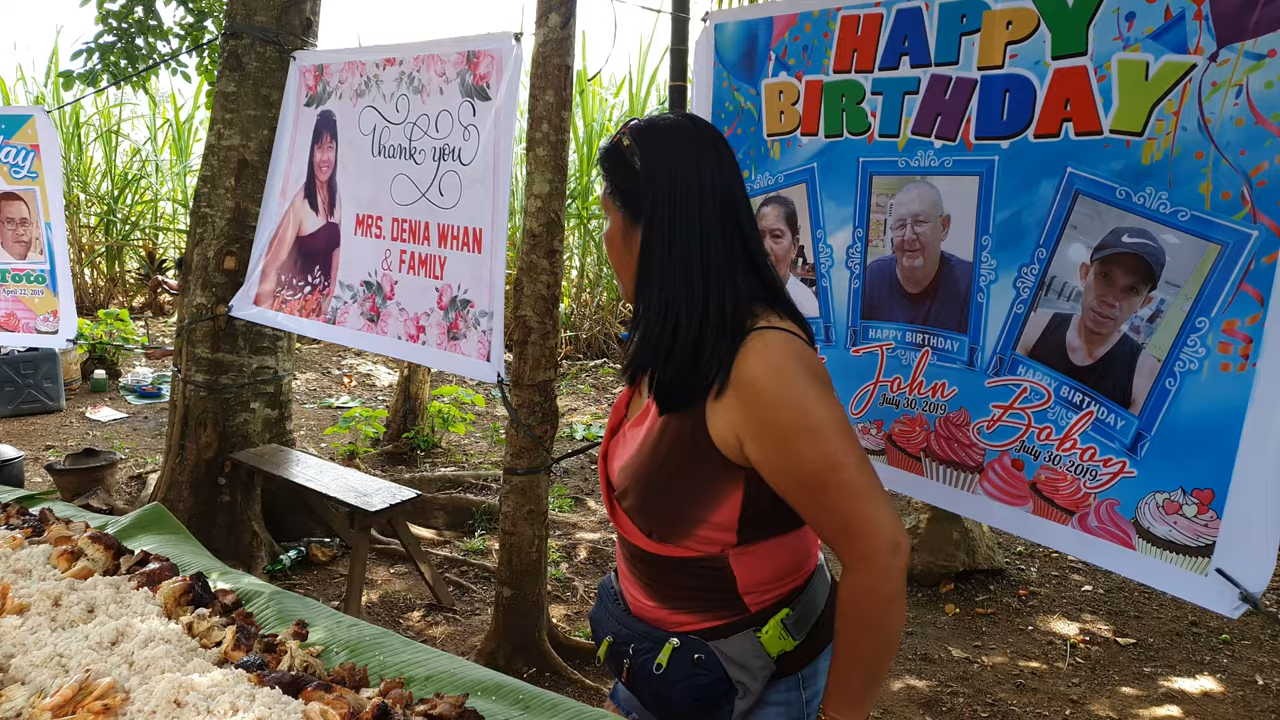 day
Toto
April 22, 2019
Thank you
MRS. DENIA WHAN
& FAMILY
HAPPY
BIRTHDAY
HAPPY BIRTHDAY
John
July 30, 2019
HAPPY BIRTHDAY
Boboy
July 30, 2019